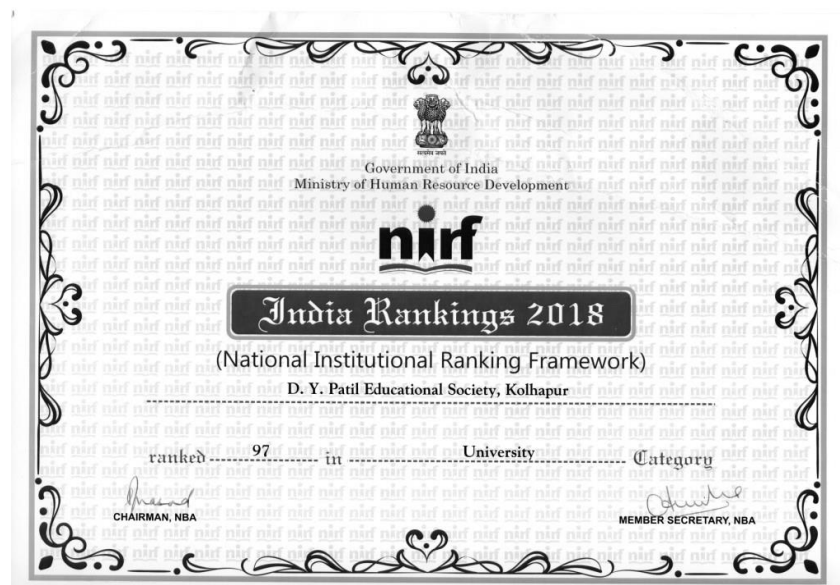 सत्यमेव जयते
Government of India
Ministry of Human Resource Development
nirf
India Rankings 2018
(National Institutional Ranking Framework)
D. Y. Patil Educational Society, Kolhapur
ranked 97 in University Category
CHAIRMAN, NBA
MEMBER SECRETARY, NBA